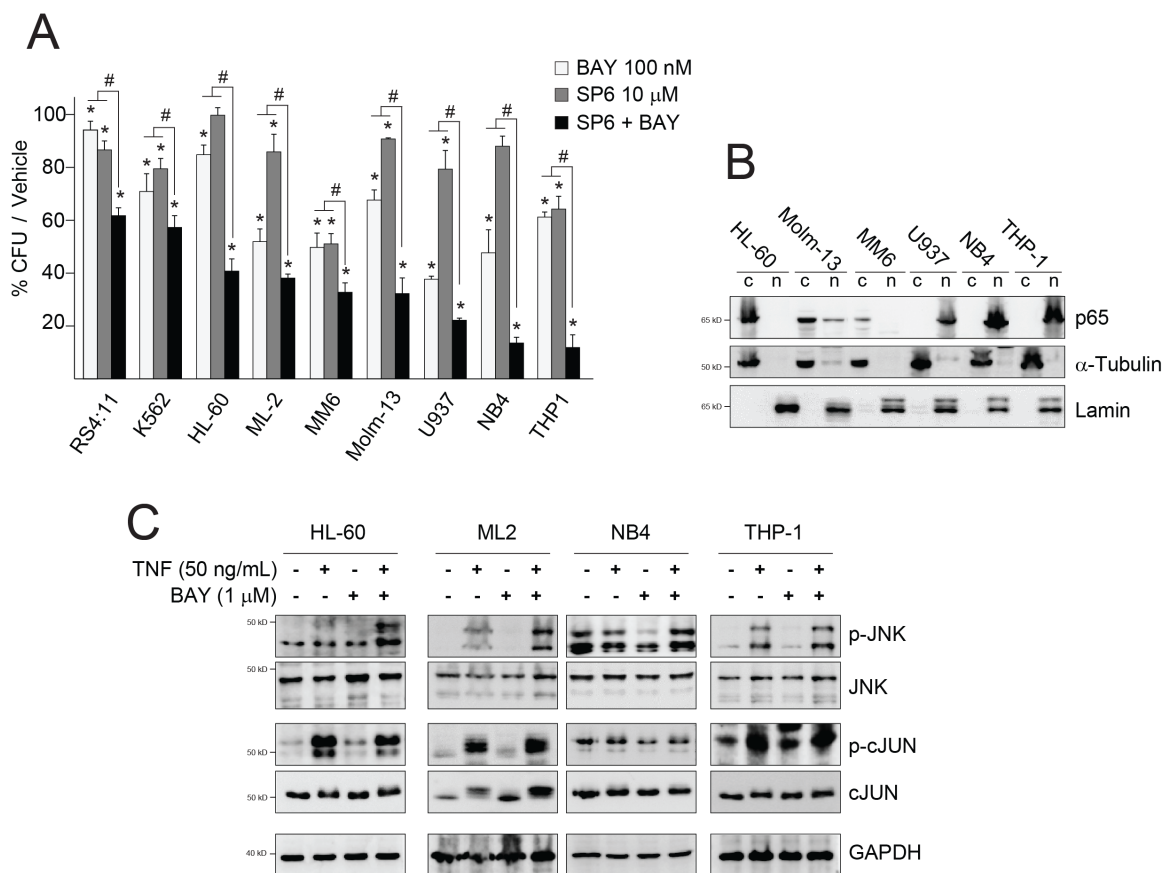 A
BAY 100 nM
SP6 10 μM
SP6 + BAY
% CFU / Vehicle
100
80
60
40
20
# # # # # # # # #
* * *
* * *
* *
* * *
* * *
* * *
* * *
* *
* * *
RS4:11 K562 HL-60 ML-2 MM6 Molm-13 U937 NB4 THP1
B
HL-60 Molm-13 MM6 U937 NB4 THP-1
c n c n c n c n c n c n
65 kD p65
50 kD α-Tubulin
65 kD Lamin
C
HL-60 ML2 NB4 THP-1
TNF (50 ng/mL) - + - + - + - + - + - + - + - +
BAY (1 μM) - - + + - - + + - - + + - - + +
50 kD p-JNK
50 kD JNK
50 kD p-cJUN
50 kD cJUN
40 kD GAPDH